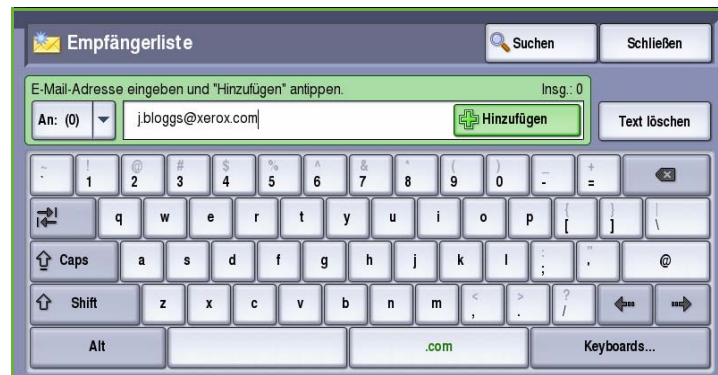 Empfängerliste
Suchen
Schließen
E-Mail-Adresse eingeben und "Hinzufügen" antippen.
Insg.: 0
An: (0)
j.bloggs@xerox.com
Hinzufügen
Text löschen
~ ! @ # $ % ^ & * ( ) _ +
` 1 2 3 4 5 6 7 8 9 0 - =
q w e r t y u i o p { [ } ] | \
Caps a s d f g h j k l : ; " ' @
Shift z x c v b n m < , > . ? /
Alt .com Keyboards...